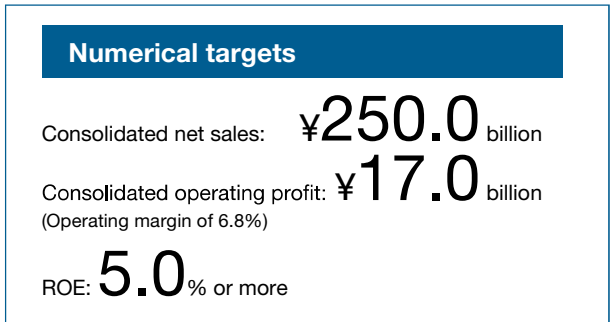 Numerical targets
Consolidated net sales: ¥250.0 billion
Consolidated operating profit: ¥17.0 billion
(Operating margin of 6.8%)
ROE: 5.0% or more